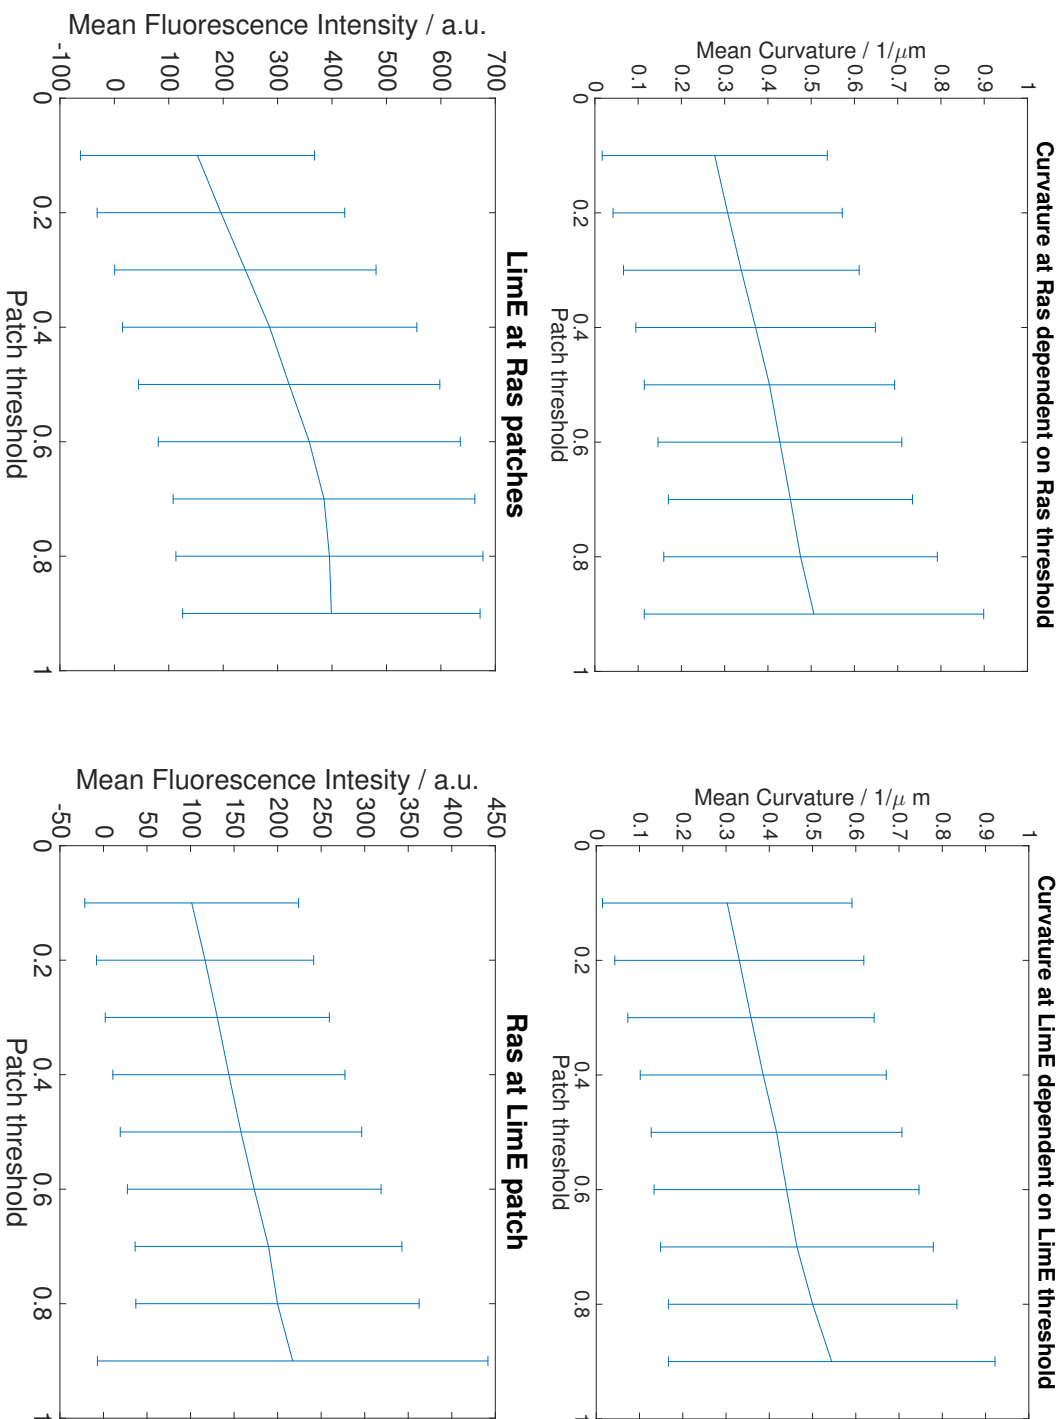 Curvature at Ras dependent on Ras threshold
Mean Curvature / 1/μm
1
0.9
0.8
0.7
0.6
0.5
0.4
0.3
0.2
0.1
0
0 0.2 0.4 0.6 0.8 1
Patch threshold
Curvature at LimE dependent on LimE threshold
Mean Curvature / 1/μ m
1
0.9
0.8
0.7
0.6
0.5
0.4
0.3
0.2
0.1
0
0 0.2 0.4 0.6 0.8
Patch threshold
LimE at Ras patches
Mean Fluorescence Intensity / a.u.
700
600
500
400
300
200
100
0
-100
0 0.2 0.4 0.6 0.8 1
Patch threshold
Ras at LimE patch
Mean Fluorescence Intesity / a.u.
450
400
350
300
250
200
150
100
50
0
-50
0 0.2 0.4 0.6 0.8
Patch threshold